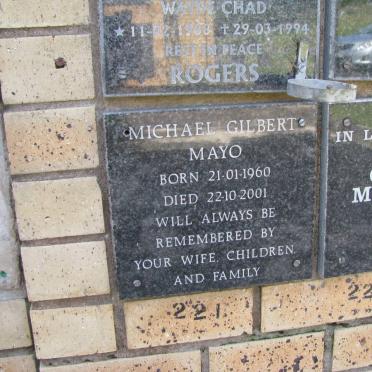 WAYNE CHAD
★ 11-02-1983 ✝ 29-03-1994
REST IN PEACE
ROGERS
MICHAEL GILBERT
MAYO
BORN 21-01-1960
DIED 22-10-2001
WILL ALWAYS BE
REMEMBERED BY
YOUR WIFE, CHILDREN
AND FAMILY
IN L
M
221
22